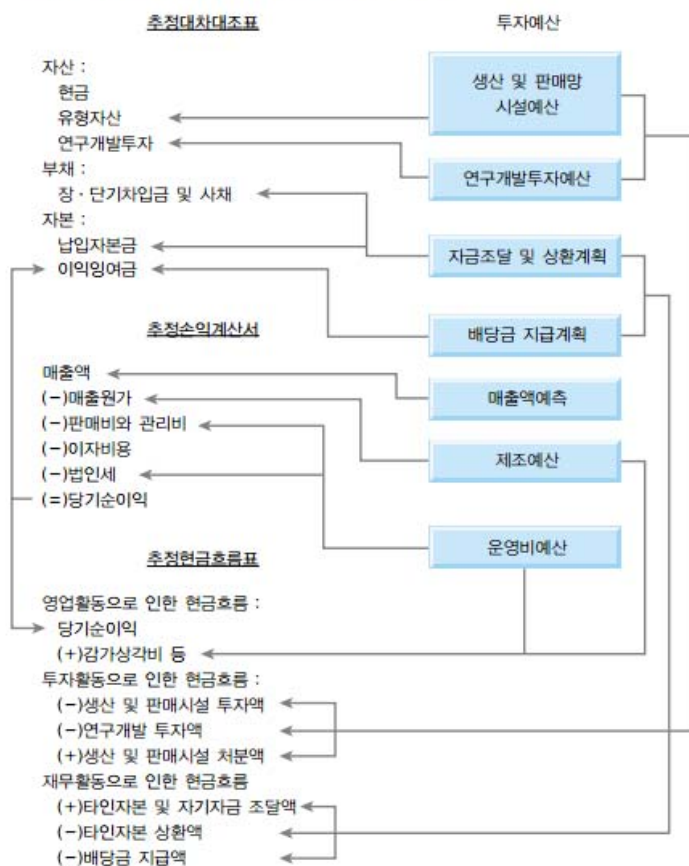 추정대차대조표
투자예산
자산 :
현금
유형자산
연구개발투자
부채 :
장 · 단기차입금 및 사채
자본 :
납입자본금
이익잉여금
생산 및 판매망
시설예산
연구개발투자예산
자금조달 및 상환계획
배당금 지급계획
추정손익계산서
매출액
(-)매출원가
(-)판매비와 관리비
(-)이자비용
(-)법인세
(=)당기순이익
매출액예측
제조예산
운영비예산
추정현금흐름표
영업활동으로 인한 현금흐름 :
당기순이익
(+)감가상각비 등
투자활동으로 인한 현금흐름 :
(-)생산 및 판매시설 투자액
(-)연구개발 투자액
(+)생산 및 판매시설 처분액
재무활동으로 인한 현금흐름
(+)타인자본 및 자기자금 조달액
(-)타인자본 상환액
(-)배당금 지급액